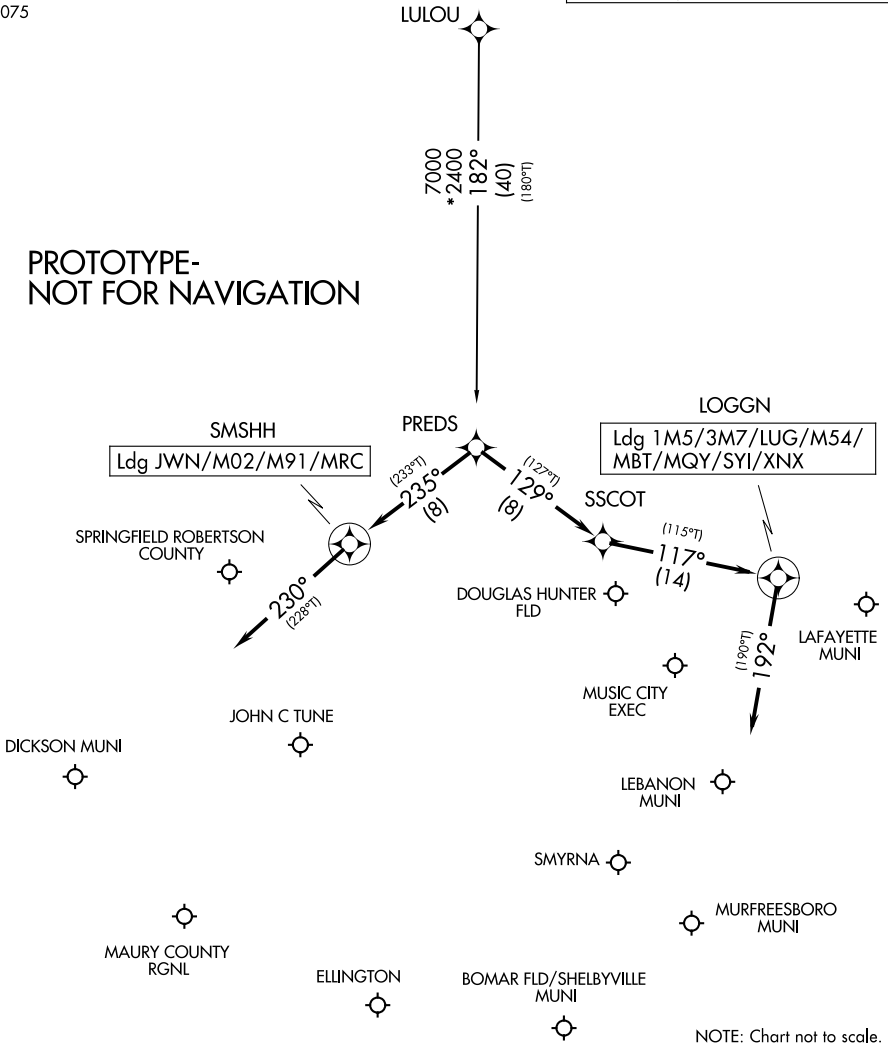 075
LULOU
7000
*2400
182°
(40)
(180°T)
PROTOTYPE-
NOT FOR NAVIGATION
LOGGN
Ldg 1M5/3M7/LUG/M54/
MBT/MQY/SYI/XNX
SMSHH
Ldg JWN/M02/M91/MRC
PREDS
(233°T)
235°
(8)
(127°T)
129°
(8)
SSCOT
(115°T)
117°
(14)
SPRINGFIELD ROBERTSON
COUNTY
230°
(228°T)
DOUGLAS HUNTER
FLD
(190°T)
192°
LAFAYETTE
MUNI
MUSIC CITY
EXEC
JOHN C TUNE
DICKSON MUNI
LEBANON
MUNI
SMYRNA
MURFREESBORO
MUNI
MAURY COUNTY
RGNL
ELLINGTON
BOMAR FLD/SHELBYVILLE
MUNI
NOTE: Chart not to scale.